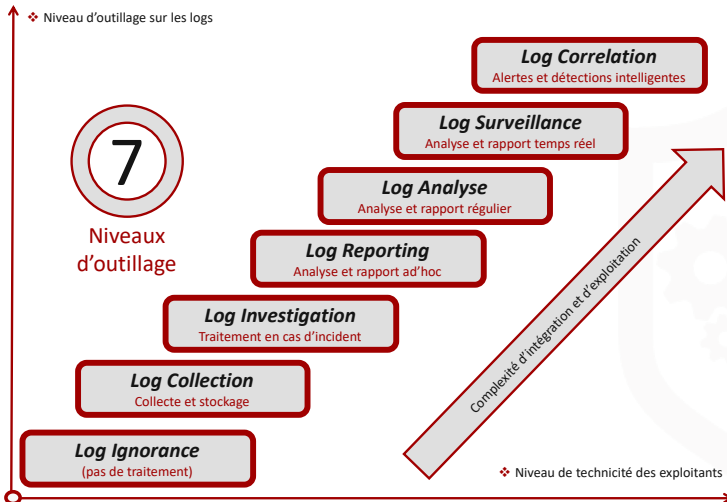 ❖ Niveau d'outillage sur les logs
Log Correlation
Alertes et détections intelligentes
Log Surveillance
Analyse et rapport temps réel
7
Niveaux
d'outillage
Log Analyse
Analyse et rapport régulier
Log Reporting
Analyse et rapport ad'hoc
Log Investigation
Traitement en cas d'incident
Log Collection
Collecte et stockage
Log Ignorance
(pas de traitement)
Complexité d'intégration et d'exploitation
❖ Niveau de technicité des exploitants